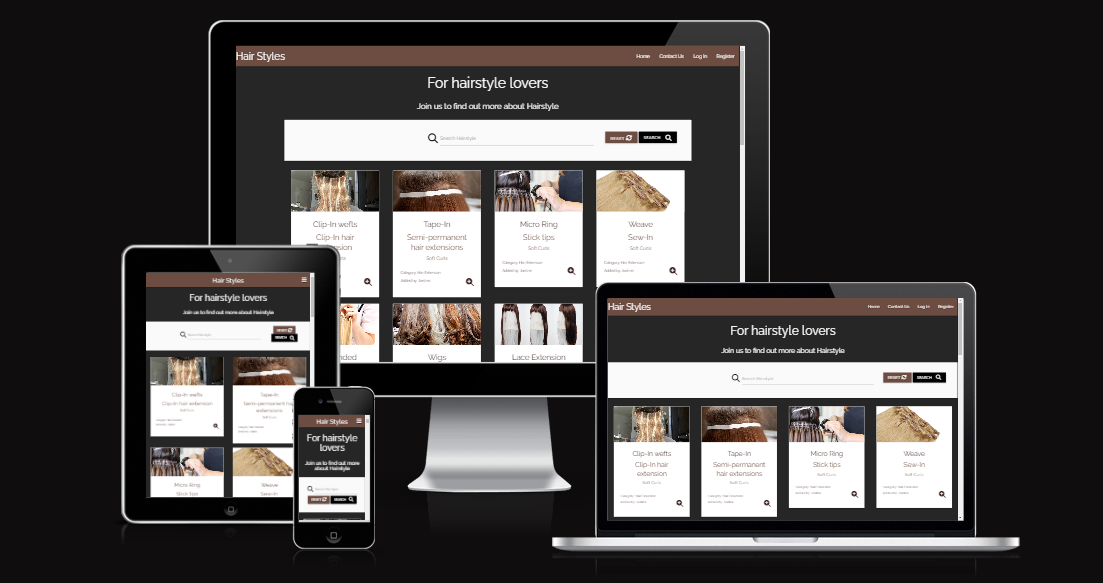 Hair Styles
Home Contact Us Log In Register
For hairstyle lovers
Join us to find out more about Hairstyle
Search Hairstyle
RESET SEARCH
Clip-In wefts
Clip-In hair
extension
Tape-In
Semi-permanent
hair extensions
Soft Curls
Category: Hair Extension
Added by:
Micro Ring
Stick tips
Soft Curls
Category: Hair Extension
Added by:
Weave
Sew-In
Soft Curls
Category: Hair Extension
Added by:
nded
Wigs
Lace Extension
Hair Styles
For hairstyle lovers
Join us to find out more about Hairstyle
Search Hairstyle
RESET
SEARCH
Clip-In wefts
Clip-In hair extension
Soft Curls
Tape-In
Semi-permanent hair
extensions
Soft Curls
Micro Ring
Stick tips
Weave
Sew-In
Hair Styles
For hairstyle
lovers
Join us to find out more
about Hairstyle
Search Hairstyle
RESET SEARCH
Hair Styles
Home Contact Us Log In Register
For hairstyle lovers
Join us to find out more about Hairstyle
Search Hairstyle
RESET SEARCH
Clip-In wefts
Clip-In hair
extension
Soft Curls
Tape-In
Semi-permanent
hair extensions
Soft Curls
Micro Ring
Stick tips
Soft Curls
Weave
Sew-In
Soft Curls